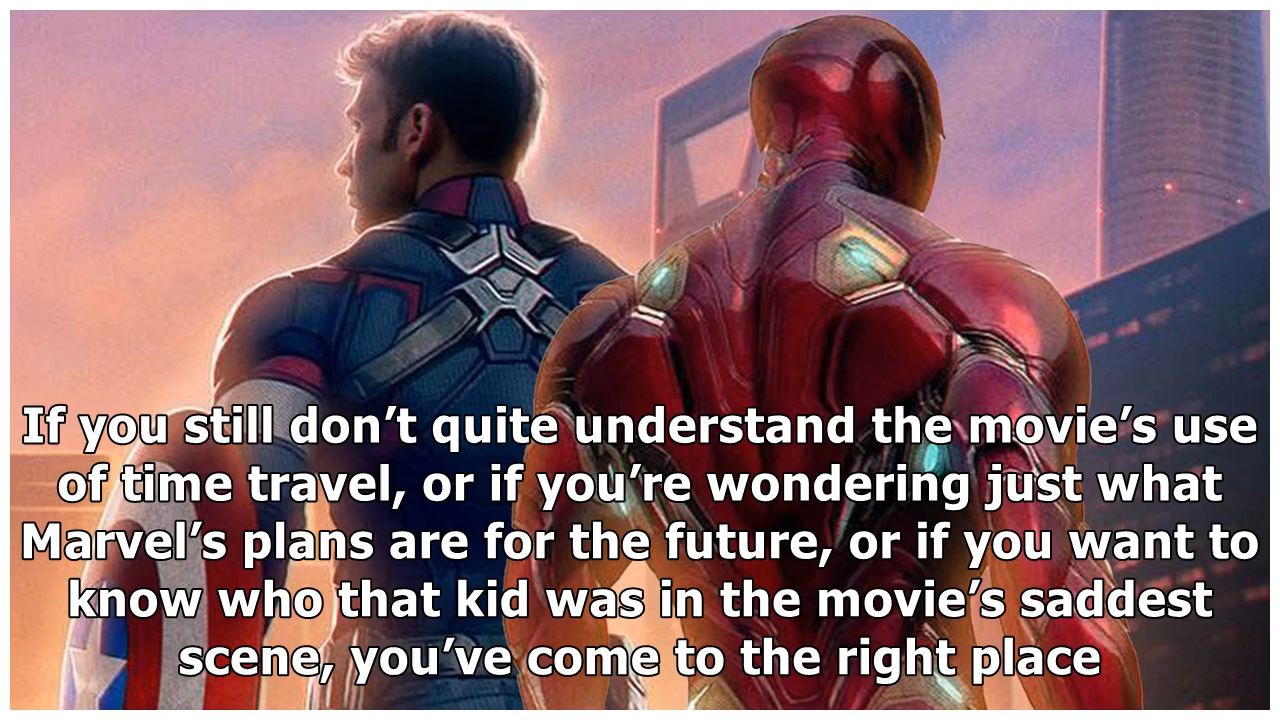 If you still don’t quite understand the movie’s use
of time travel, or if you’re wondering just what
Marvel’s plans are for the future, or if you want to
know who that kid was in the movie’s saddest
scene, you’ve come to the right place